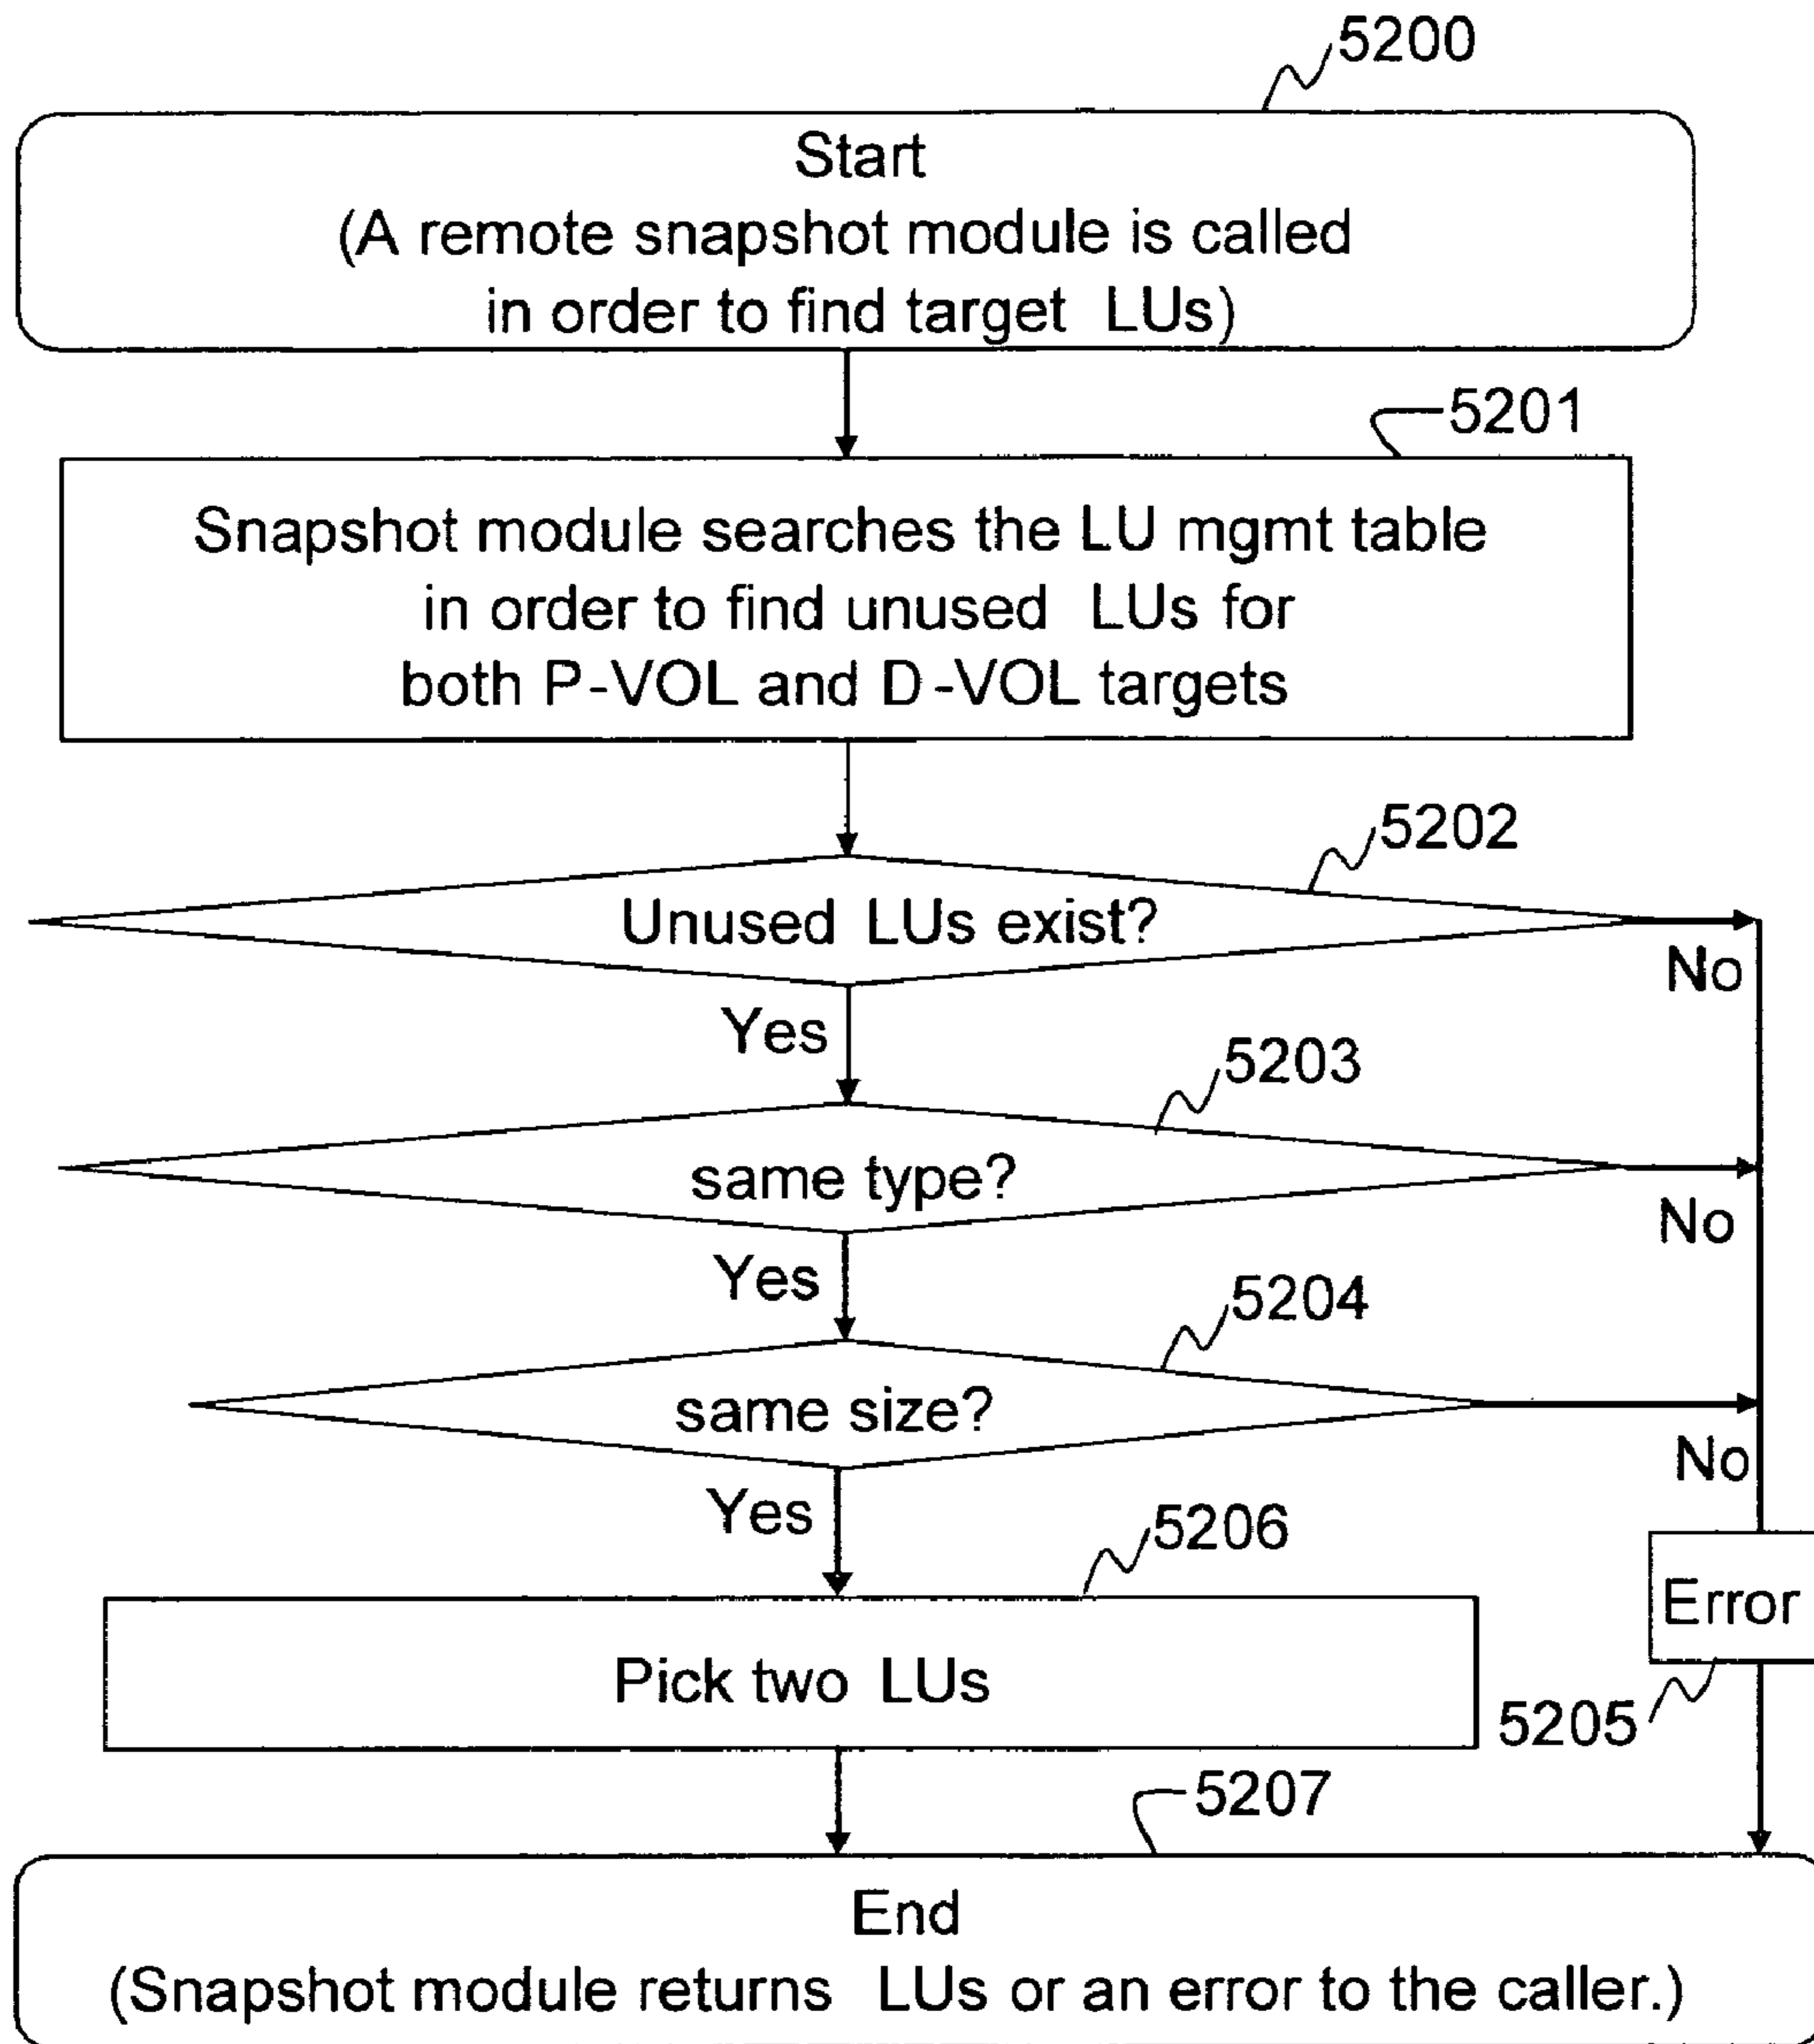 5200
Start
(A remote snapshot module is called
in order to find target LUs)
5201
Snapshot module searches the LU mgmt table
in order to find unused LUs for
both P-VOL and D-VOL targets
5202
Unused LUs exist?
No
Yes
5203
same type?
No
Yes
5204
same size?
No
Yes
5206
Error
Pick two LUs
5205
5207
End
(Snapshot module returns LUs or an error to the caller.)